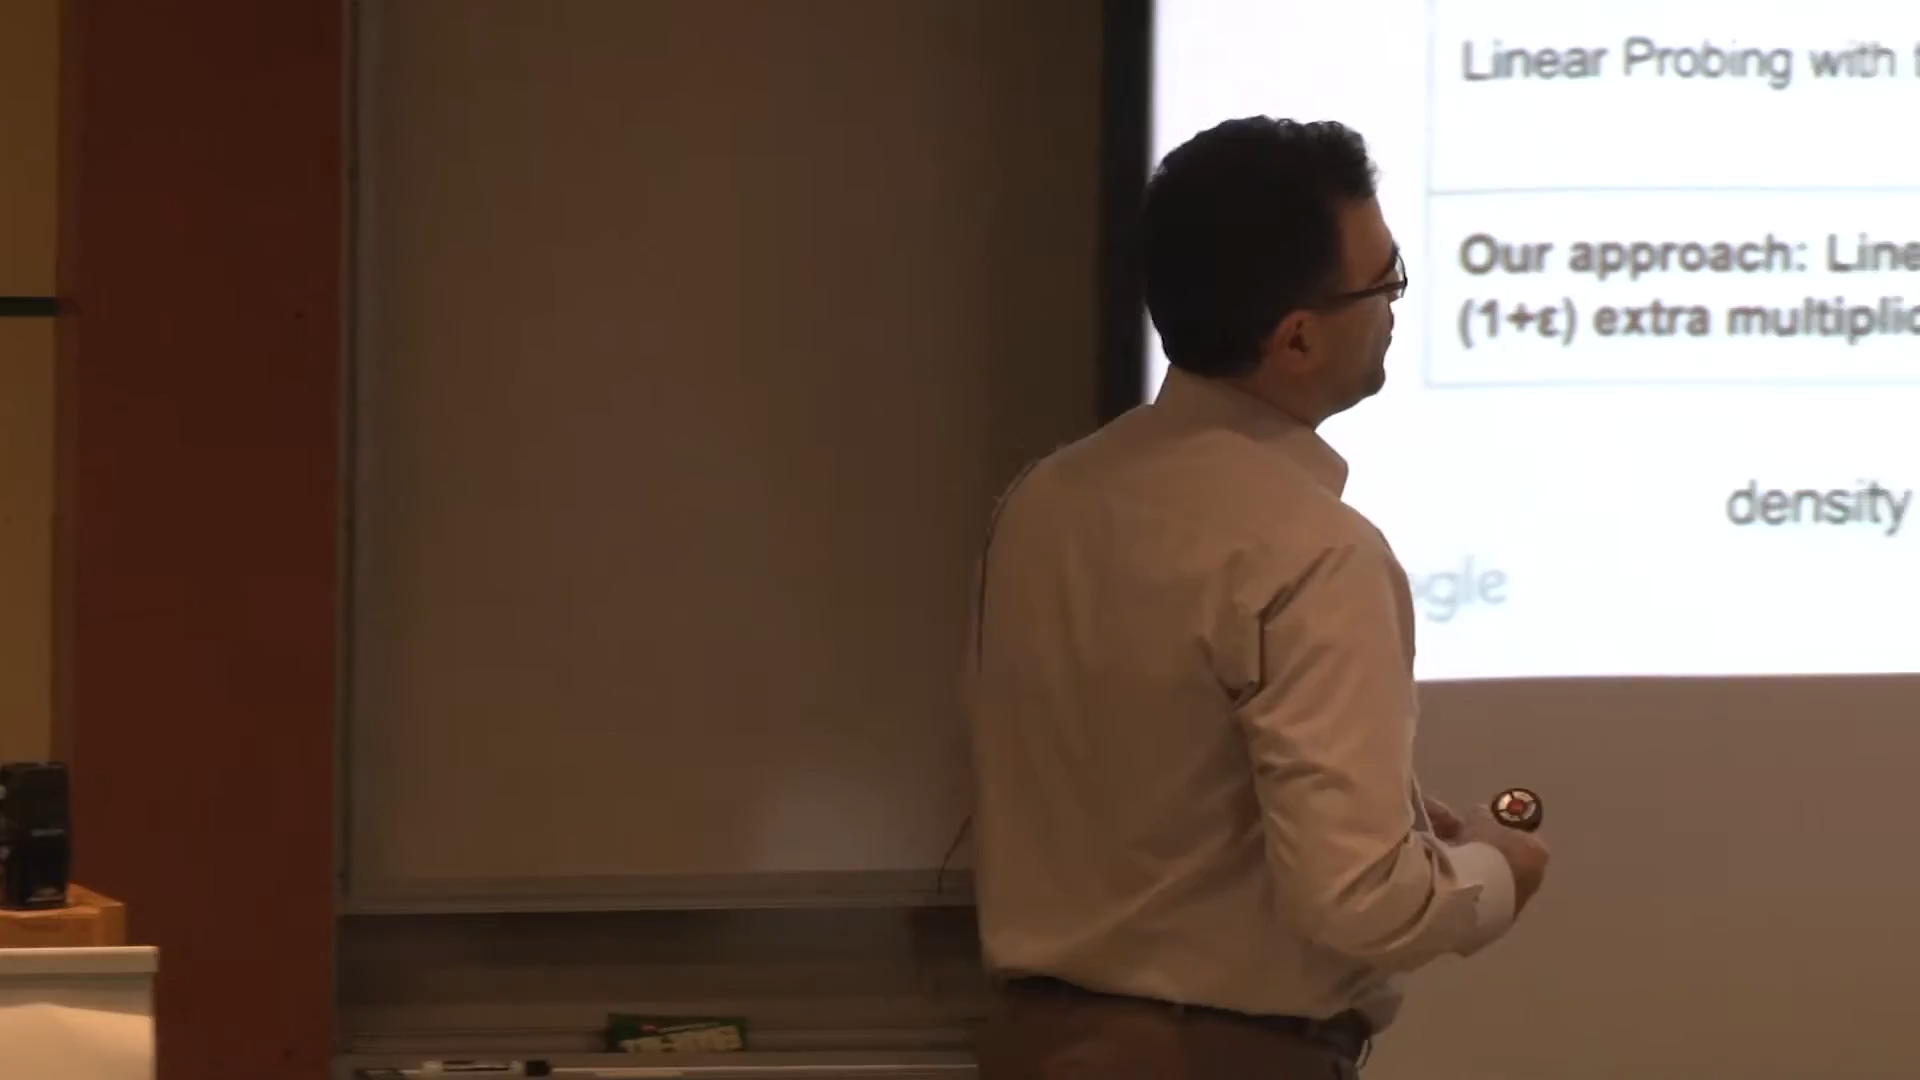 Linear Probing with
Our approach: Line
(1+ε) extra multiplic
density
ogle